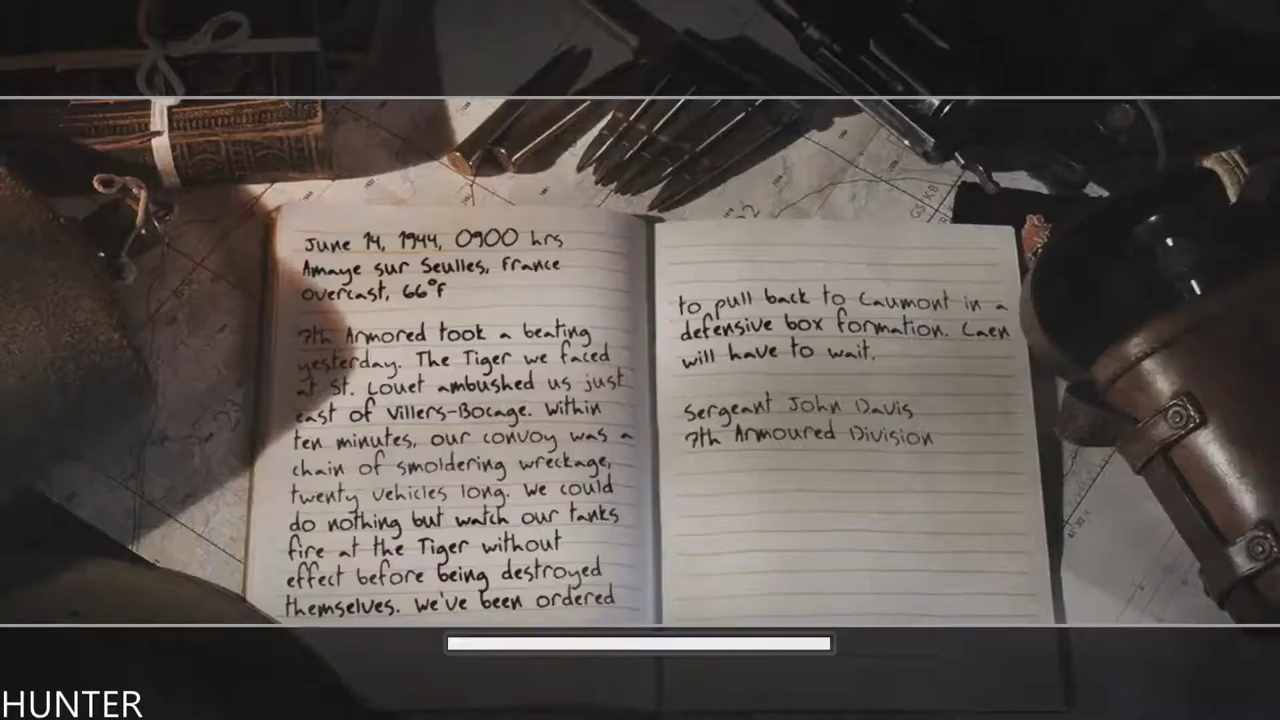 June 14, 1944, 0900 hrs
Amaye sur Seulles, France
overcast, 66°F
7th Armored took a beating
yesterday. The Tiger we faced
at St. Louet ambushed us just
east of Villers-Bocage. Within
ten minutes, our convoy was a
chain of smoldering wreckage,
twenty vehicles long. We could
do nothing but watch our tanks
fire at the Tiger without
effect before being destroyed
themselves. We've been ordered
to pull back to Caumont in a
defensive box formation. Caen
will have to wait.
Sergeant John Davis
7th Armoured Division
HUNTER